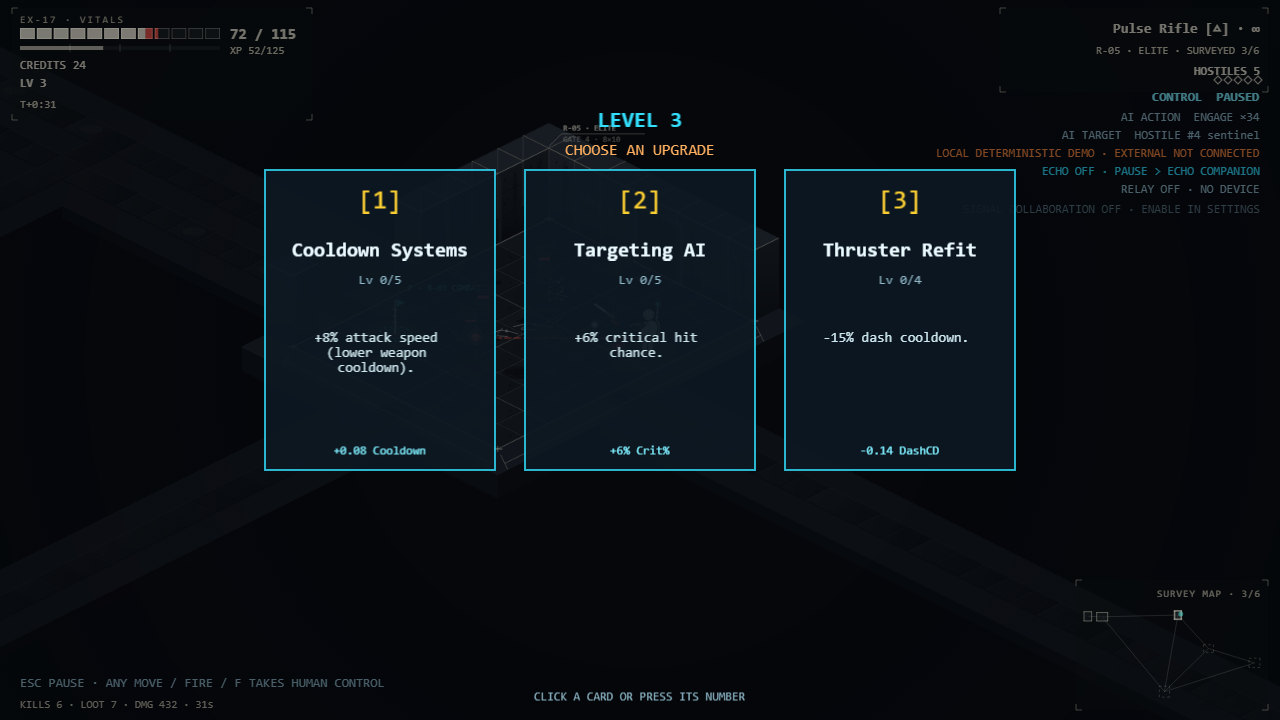 EX-17 · VITALS
72 / 115
XP 52/125
CREDITS 24
LV 3
T+0:31
Pulse Rifle [△] · ∞
R-05 · ELITE · SURVEYED 3/6
HOSTILES 5
CONTROL PAUSED
AI ACTION ENGAGE ×34
AI TARGET HOSTILE #4 sentinel
LOCAL DETERMINISTIC DEMO · EXTERNAL NOT CONNECTED
ECHO OFF · PAUSE > ECHO COMPANION
RELAY OFF · NO DEVICE
OLLABORATION OFF · ENABLE IN SETTINGS
R-05 · ELITE
LEVEL 3
CHOOSE AN UPGRADE
[1]
Cooldown Systems
Lv 0/5
+8% attack speed
(lower weapon
cooldown).
+0.08 Cooldown
[2]
Targeting AI
Lv 0/5
+6% critical hit
chance.
+6% Crit%
[3]
Thruster Refit
Lv 0/4
-15% dash cooldown.
-0.14 DashCD
SURVEY MAP · 3/6
ESC PAUSE · ANY MOVE / FIRE / F TAKES HUMAN CONTROL
KILLS 6 · LOOT 7 · DMG 432 · 31s
CLICK A CARD OR PRESS ITS NUMBER